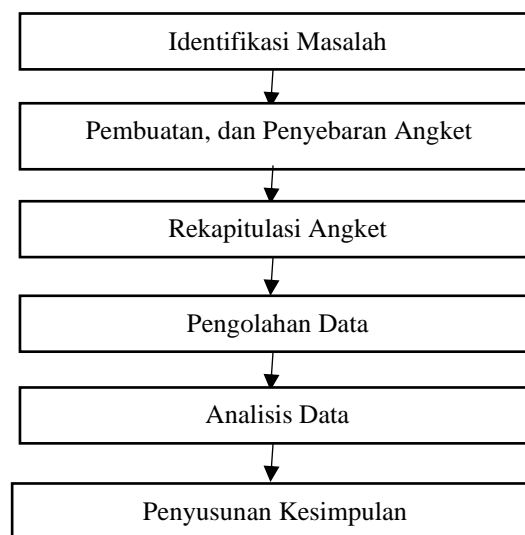 Identifikasi Masalah
Pembuatan, dan Penyebaran Angket
Rekapitulasi Angket
Pengolahan Data
Analisis Data
Penyusunan Kesimpulan